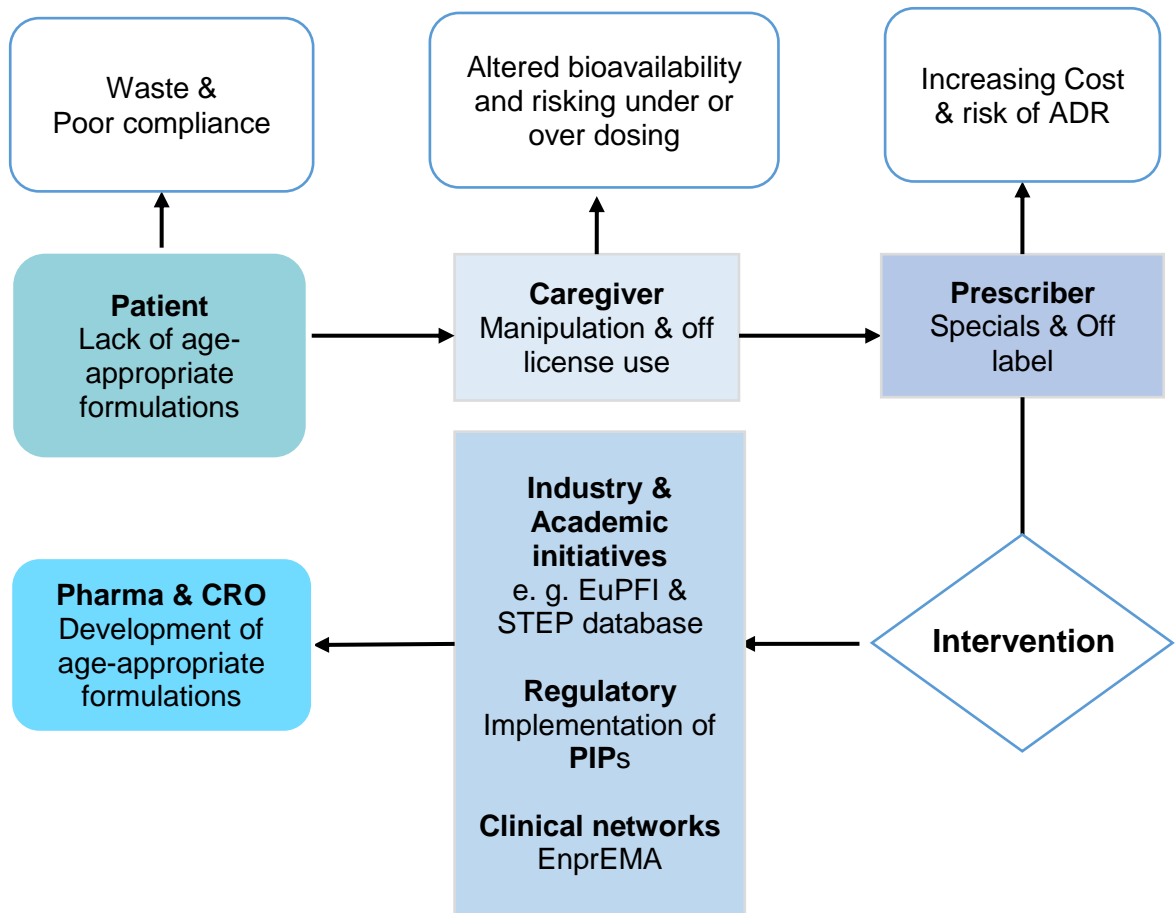 Waste &
Poor compliance
Altered bioavailability
and risking under or
over dosing
Increasing Cost
& risk of ADR
Patient
Lack of age-
appropriate
formulations
Caregiver
Manipulation & off
license use
Prescriber
Specials & Off
label
Industry &
Academic
initiatives
e. g. EuPFI &
STEP database
Regulatory
Implementation of
PIPs
Clinical networks
EnprEMA
Pharma & CRO
Development of
age-appropriate
formulations
Intervention